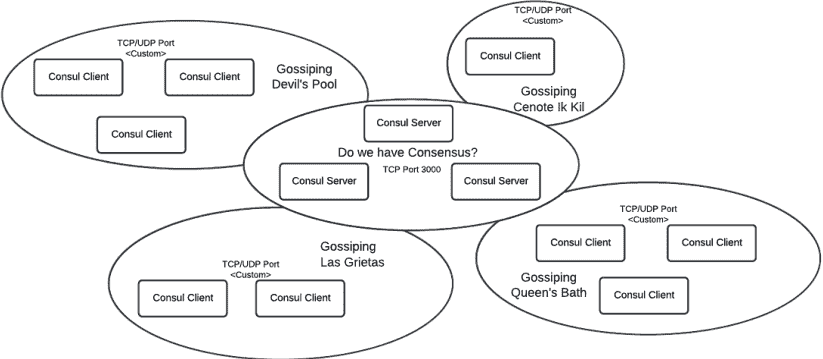 TCP/UDP Port
<Custom>
Consul Client
Consul Client
Gossiping
Devil's Pool
Consul Client
TCP/UDP Port
<Custom>
Consul Client
Gossiping
Cenote Ik Kil
Consul Server
Do we have Consensus?
TCP Port 3000
Consul Server
Consul Server
Gossiping
Las Grietas
TCP/UDP Port
<Custom>
Consul Client
Consul Client
TCP/UDP Port
<Custom>
Consul Client
Consul Client
Gossiping
Queen's Bath
Consul Client